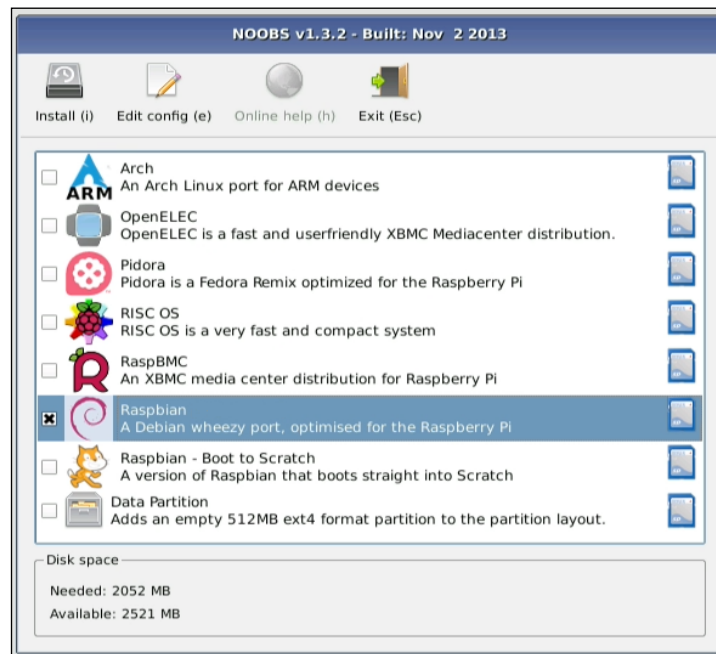 NOOBS v1.3.2 - Built: Nov 2 2013
Install (i) Edit config (e) Online help (h) Exit (Esc)
Arch
ARM
An Arch Linux port for ARM devices
OpenELEC
OpenELEC is a fast and userfriendly XBMC Mediacenter distribution.
Pidora
Pidora is a Fedora Remix optimized for the Raspberry Pi
RISC OS
RISC OS is a very fast and compact system
RaspBMC
An XBMC media center distribution for Raspberry Pi
Raspbian
A Debian wheezy port, optimised for the Raspberry Pi
Raspbian - Boot to Scratch
A version of Raspbian that boots straight into Scratch
Data Partition
Adds an empty 512MB ext4 format partition to the partition layout.
Disk space
Needed: 2052 MB
Available: 2521 MB